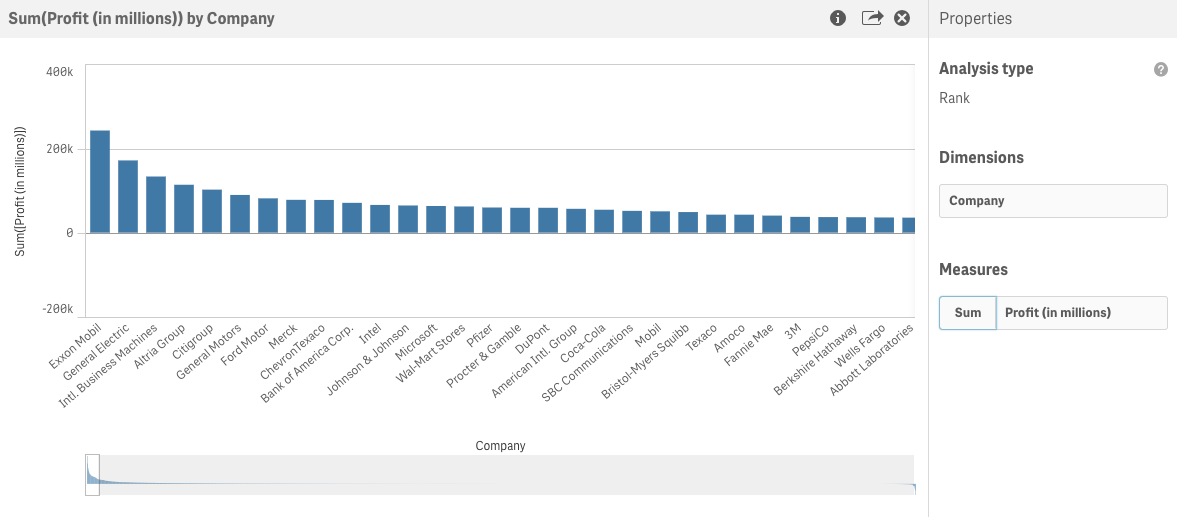 Sum(Profit (in millions)) by Company
Properties
Analysis type
Rank
Dimensions
Company
Measures
Sum
Profit (in millions)
Sum([Profit (in millions)])
400k
200k
0
-200k
Exxon Mobil
General Electric
Intl. Business Machines
Altria Group
Citigroup
General Motors
Ford Motor
Merck
ChevronTexaco
Bank of America Corp.
Intel
Johnson & Johnson
Microsoft
Wal-Mart Stores
Pfizer
Procter & Gamble
DuPont
American Intl. Group
Coca-Cola
SBC Communications
Mobil
Bristol-Myers Squibb
Texaco
Amoco
Fannie Mae
3M
PepsiCo
Berkshire Hathaway
Wells Fargo
Abbott Laboratories
Company